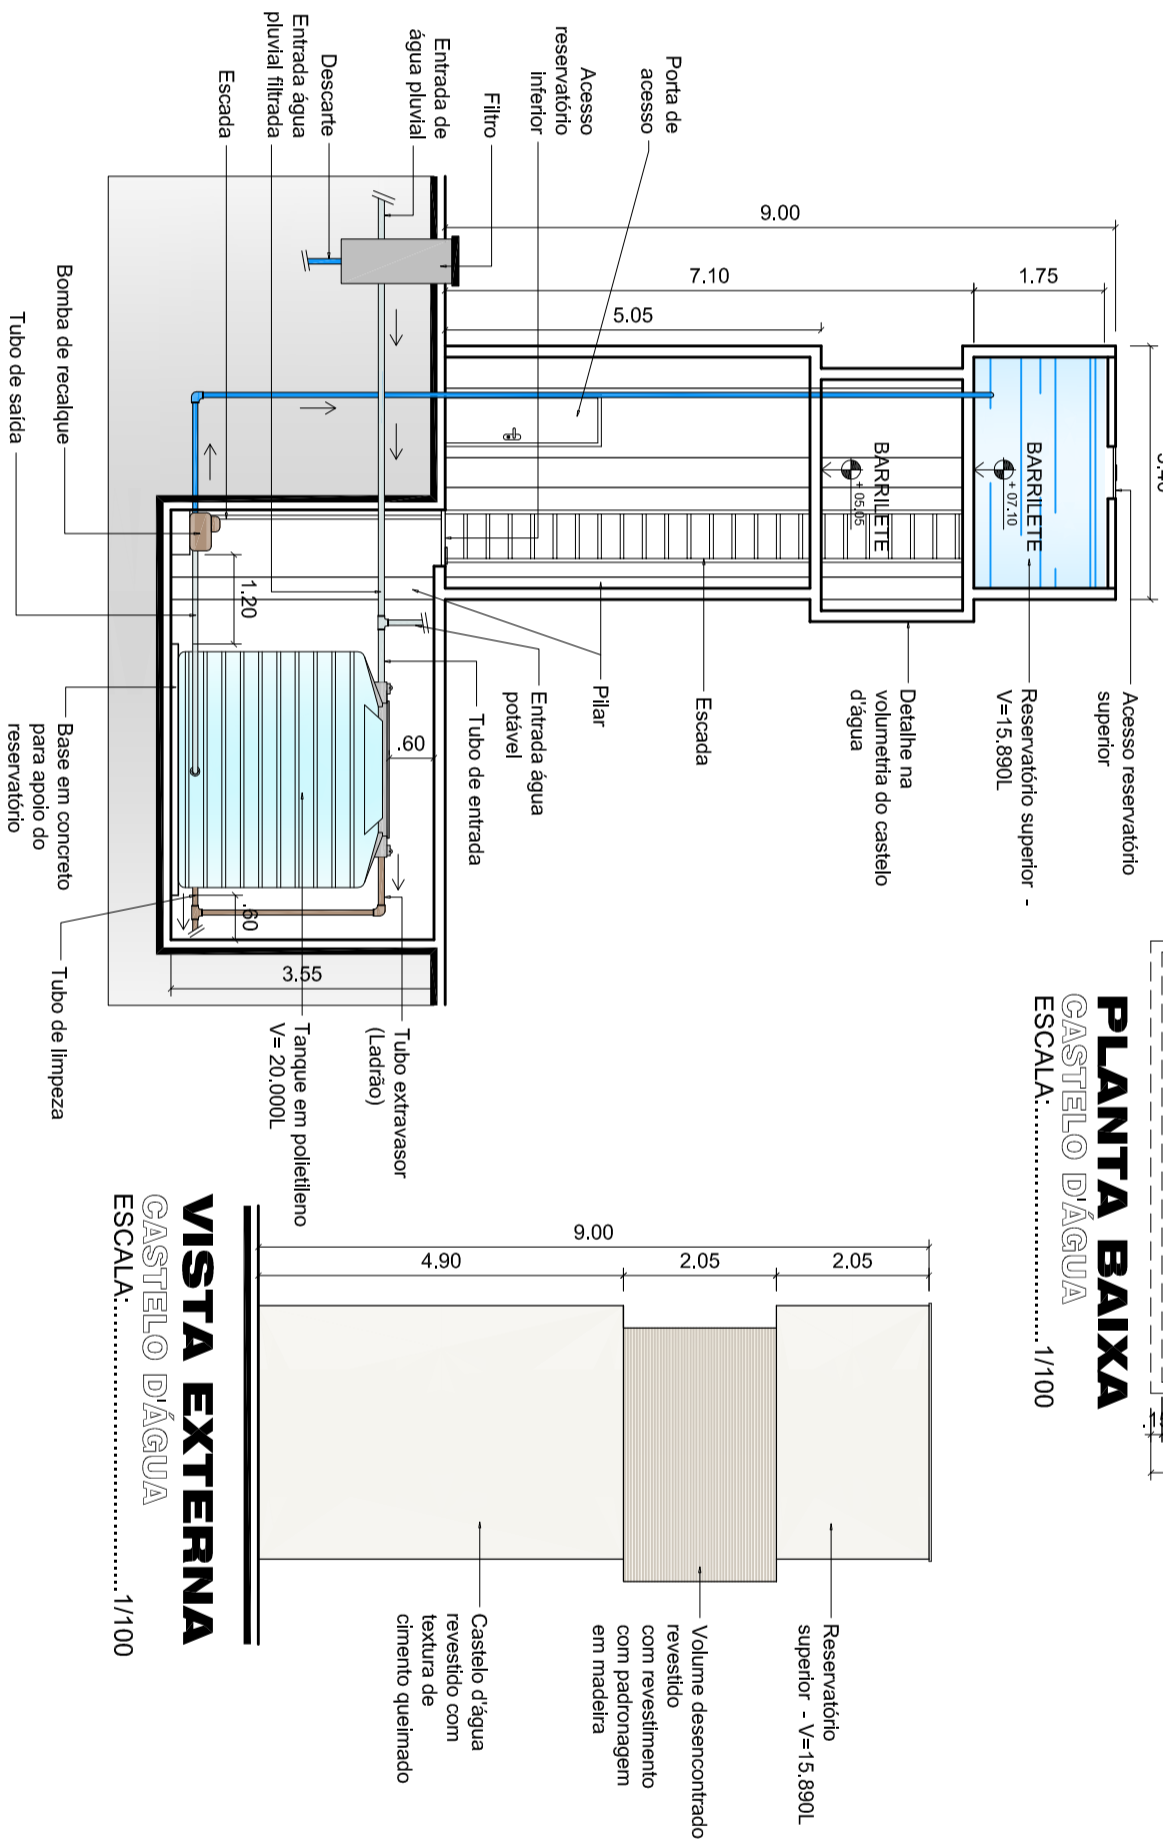 Porta de
acesso
Acesso
reservatório
inferior
Filtro
Entrada de
água pluvial
Descarte
Entrada água
pluvial filtrada
Escada
Bomba de recalque
Tubo de saída
9.00
7.10
1.75
5.05
BARRILETE
+ 07.10
BARRILETE
+ 05.05
1.20
.60
.60
3.55
Acesso reservatório
superior
Reservatório superior -
V=15.890L
Detalhe na
volumetria do castelo
d'água
Escada
Pilar
Entrada água
potável
Tubo de entrada
Base em concreto
para apoio do
reservatório
Tubo de limpeza
Tubo extravasor
(Ladrão)
Tanque em polietileno
V= 20.000L
PLANTA BAIXA
CASTELO D'ÁGUA
ESCALA:..............................1/100
9.00
4.90
2.05
2.05
Reservatório
superior - V=15.890L
Volume desencontrado
revestido
com revestimento
com padronagem
em madeira
Castelo d'água
revestido com
textura de
cimento queimado
VISTA EXTERNA
CASTELO D'ÁGUA
ESCALA:....................................1/100